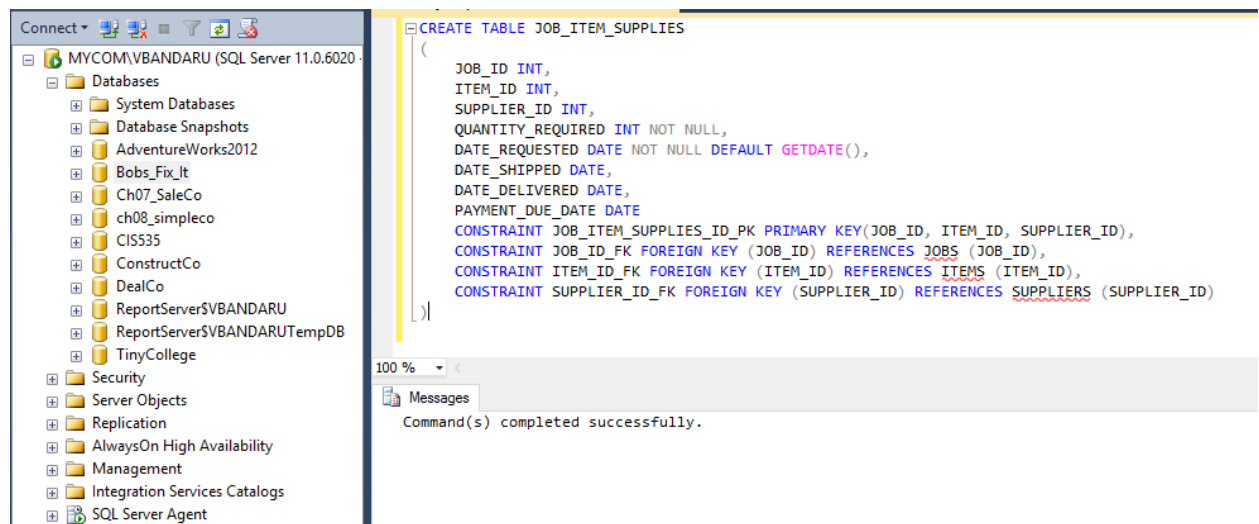 Connect
MYCOM\VBANDARU (SQL Server 11.0.6020 -
Databases
System Databases
Database Snapshots
AdventureWorks2012
Bobs_Fix_It
Ch07_SaleCo
ch08_simpleco
CIS535
ConstructCo
DealCo
ReportServer$VBANDARU
ReportServer$VBANDARUTempDB
TinyCollege
Security
Server Objects
Replication
AlwaysOn High Availability
Management
Integration Services Catalogs
SQL Server Agent
CREATE TABLE JOB_ITEM_SUPPLIES
(
JOB_ID INT,
ITEM_ID INT,
SUPPLIER_ID INT,
QUANTITY_REQUIRED INT NOT NULL,
DATE_REQUESTED DATE NOT NULL DEFAULT GETDATE(),
DATE_SHIPPED DATE,
DATE_DELIVERED DATE,
PAYMENT_DUE_DATE DATE
CONSTRAINT JOB_ITEM_SUPPLIES_ID_PK PRIMARY KEY(JOB_ID, ITEM_ID, SUPPLIER_ID),
CONSTRAINT JOB_ID_FK FOREIGN KEY (JOB_ID) REFERENCES JOBS (JOB_ID),
CONSTRAINT ITEM_ID_FK FOREIGN KEY (ITEM_ID) REFERENCES ITEMS (ITEM_ID),
CONSTRAINT SUPPLIER_ID_FK FOREIGN KEY (SUPPLIER_ID) REFERENCES SUPPLIERS (SUPPLIER_ID)
)
100 %
Messages
Command(s) completed successfully.